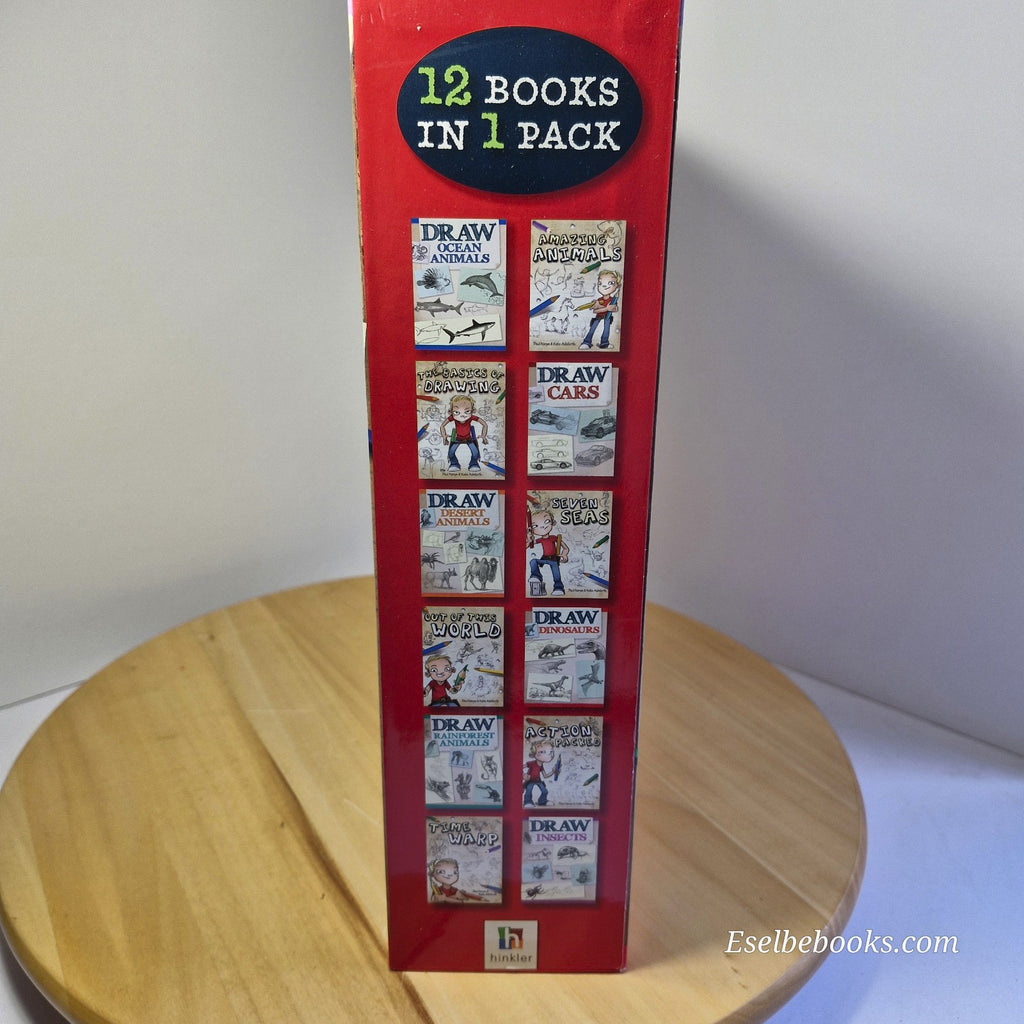 12 BOOKS
IN 1 PACK
DRAW
OCEAN
ANIMALS
AMAZING
ANIMALS
THE BASICS OF
DRAWING
DRAW
CARS
DRAW
DESERT
ANIMALS
SEVEN
SEAS
OUT OF THIS
WORLD
DRAW
DINOSAURS
DRAW
RAINFOREST
ANIMALS
ACTION
PACKED
TIME
WARP
DRAW
INSECTS
hinkler
Eselbebooks.com